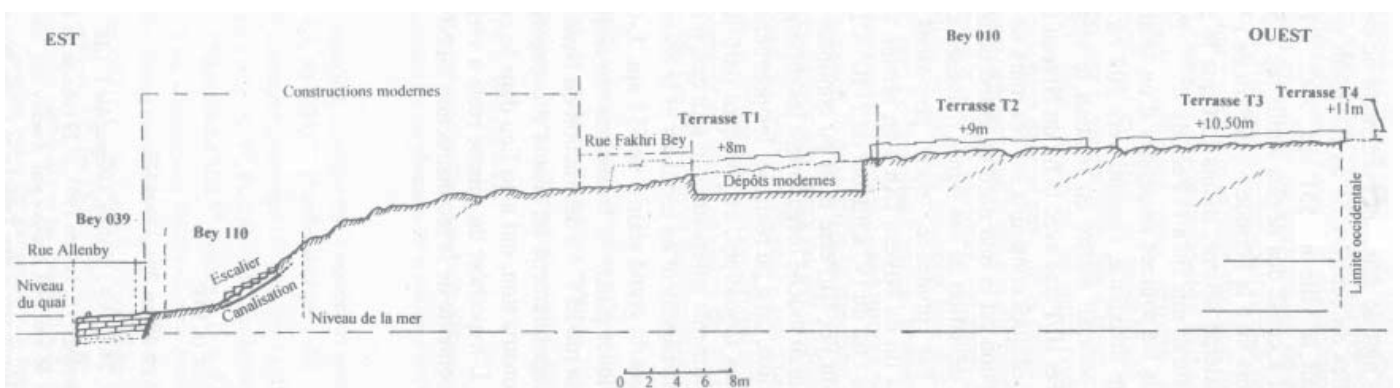 EST
Bey 010
OUEST
Constructions modernes
Terrasse T1
Rue Fakhri Bey
+8m
Terrasse T2
+9m
Terrasse T3
+10,50m
Terrasse T4
+11m
Dépôts modernes
Bey 039
Rue Allenby
Bey 110
Niveau
du quai
Escalier
Canalisation
Niveau de la mer
Limite occidentale
0 2 4 6 8m